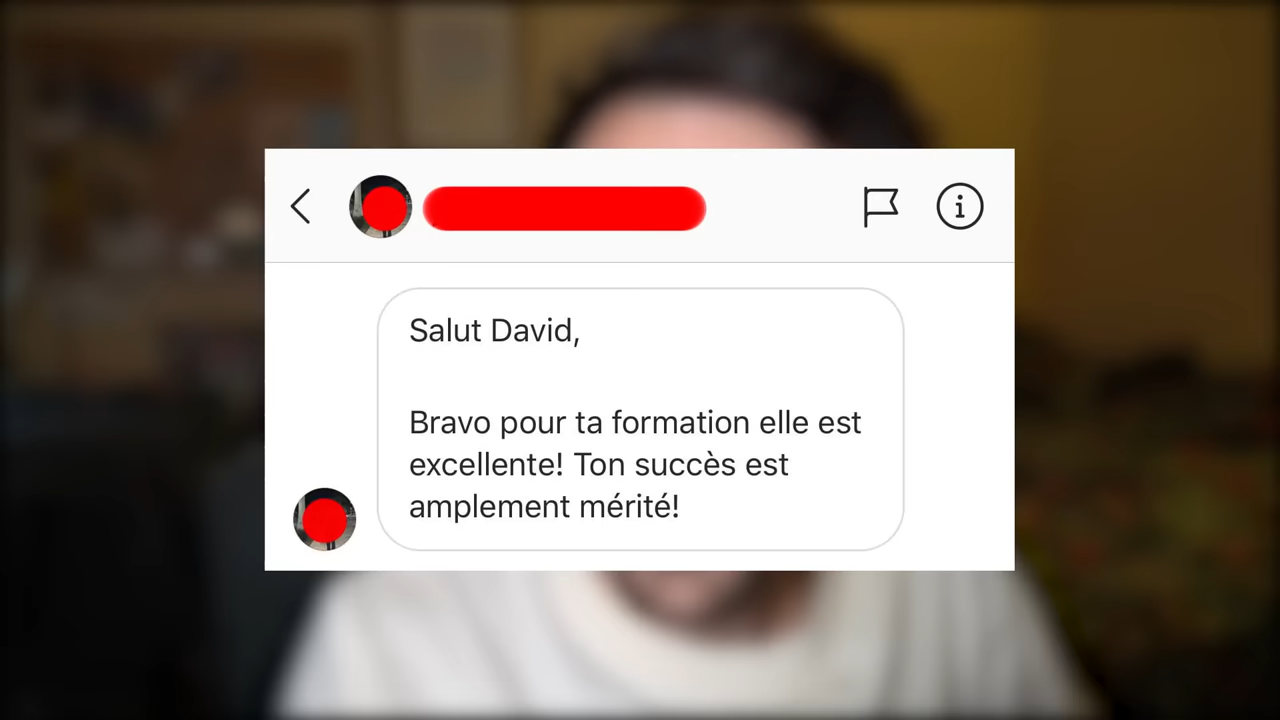 Salut David,
Bravo pour ta formation elle est
excellente! Ton succès est
amplement mérité!